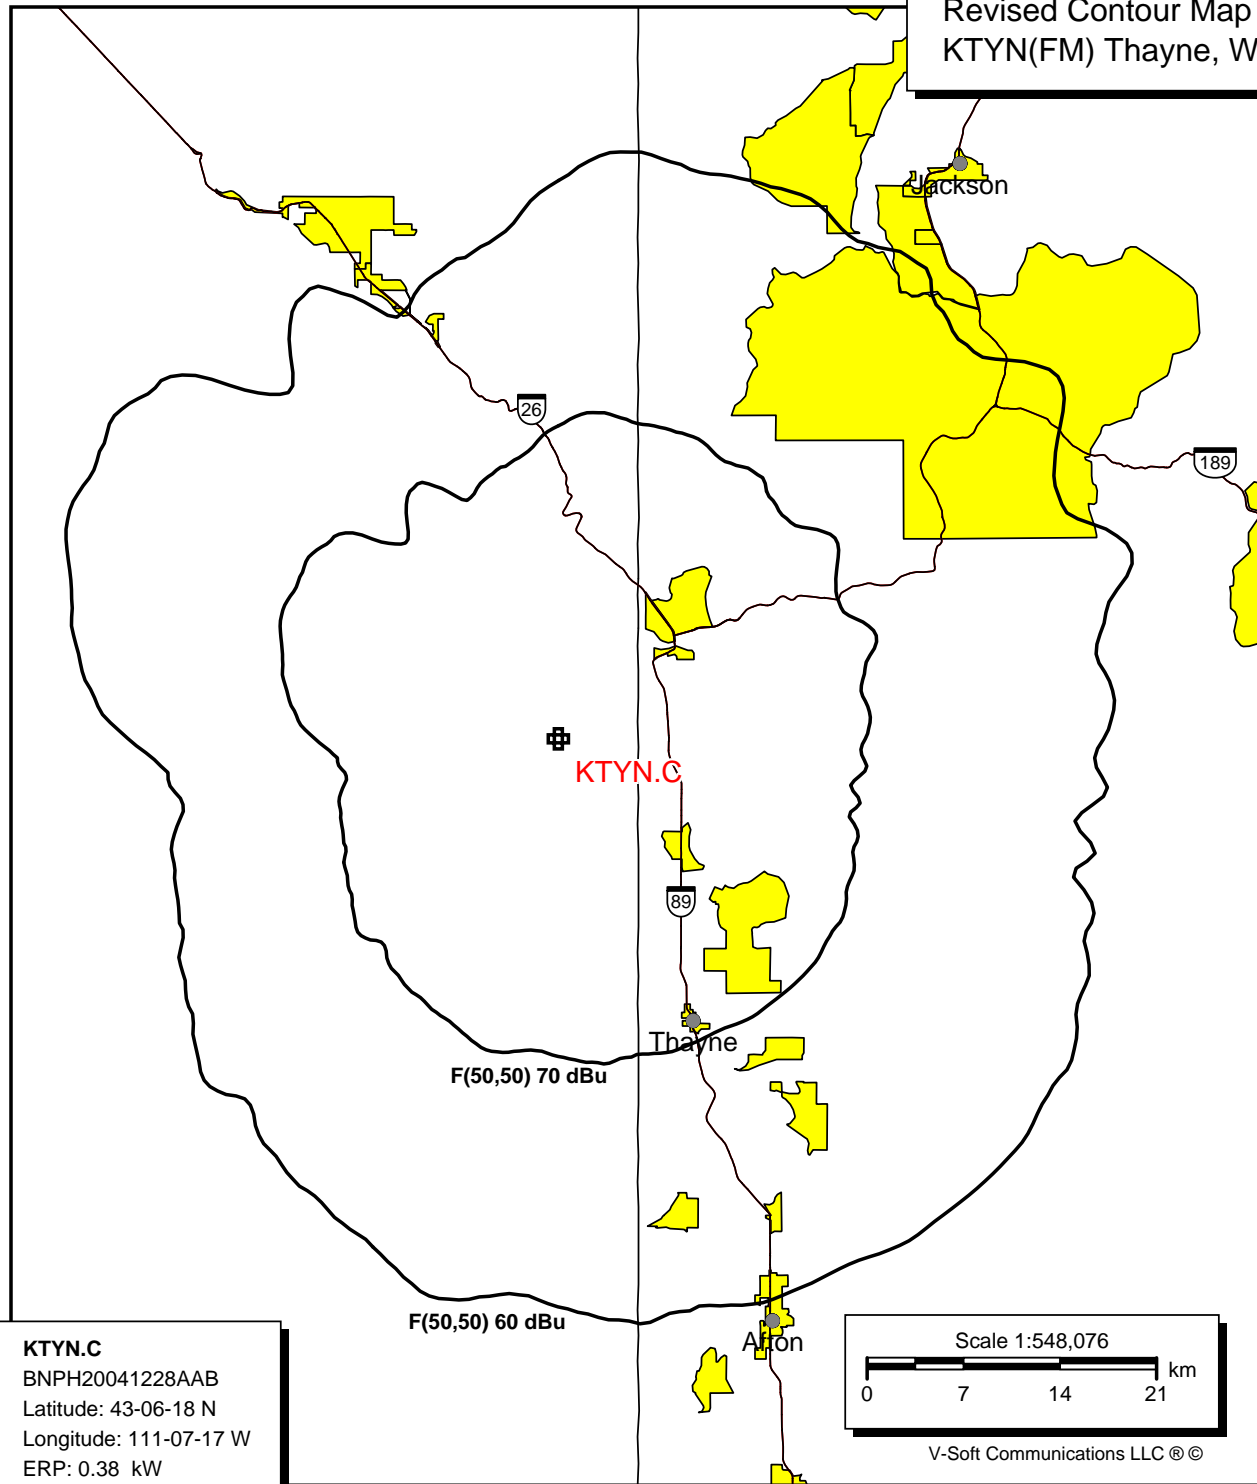 Revised Contour Map
KTYN(FM) Thayne, W
Jackson
26
189
KTYN.C
89
Thayne
F(50,50) 70 dBu
F(50,50) 60 dBu
Afton
KTYN.C
BNPH20041228AAB
Latitude: 43-06-18 N
Longitude: 111-07-17 W
ERP: 0.38 kW
Scale 1:548,076
km
0 7 14 21
V-Soft Communications LLC ® ©